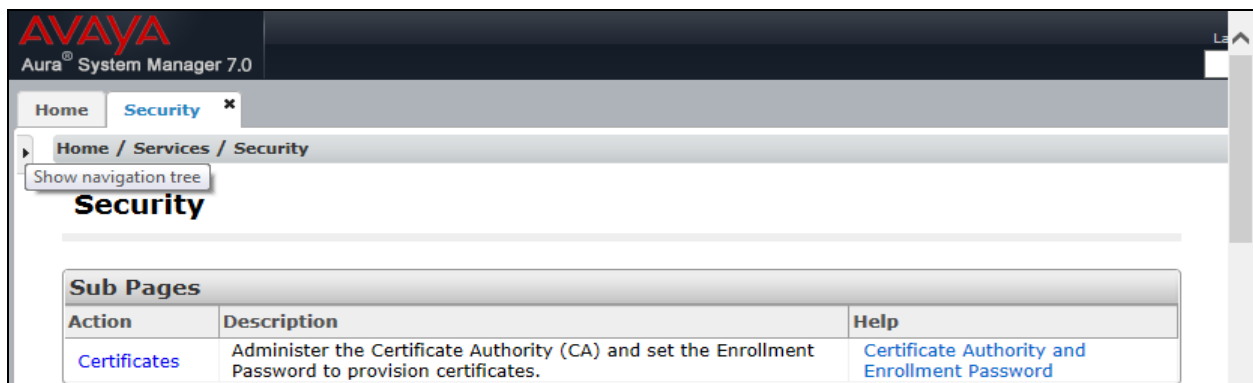 AVAYA
Aura® System Manager 7.0
Home Security ×
Home / Services / Security
Show navigation tree
Security
Sub Pages
Action Description Help
Certificates Administer the Certificate Authority (CA) and set the Enrollment Password to provision certificates. Certificate Authority and Enrollment Password